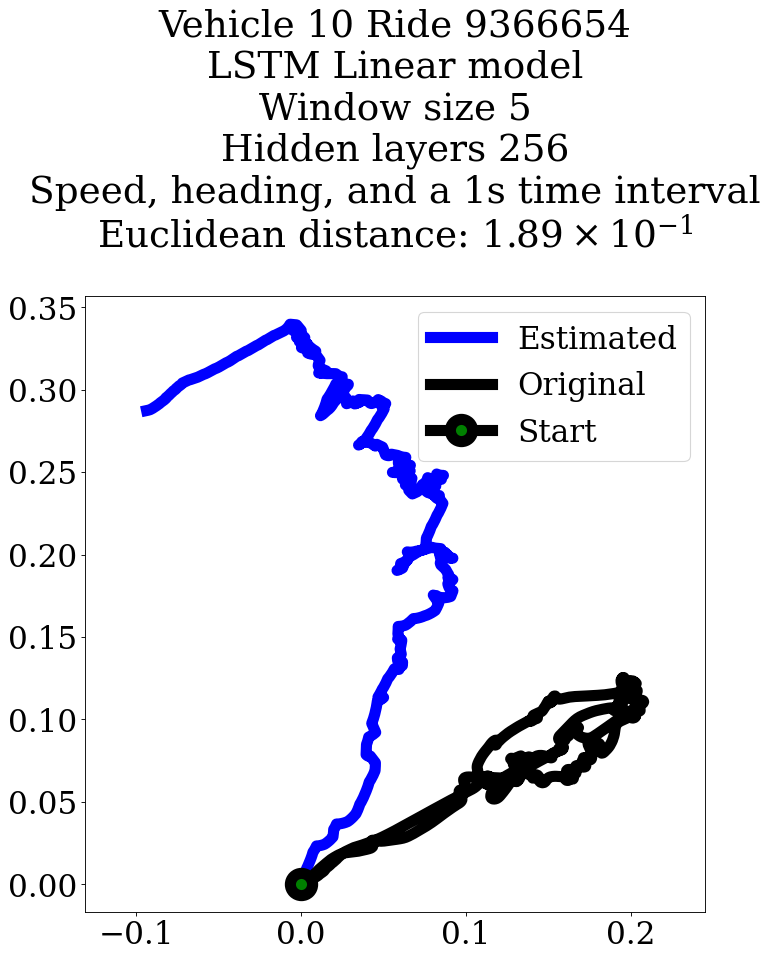 Vehicle 10 Ride 9366654
LSTM Linear model
Window size 5
Hidden layers 256
Speed, heading, and a 1s time interval
Euclidean distance: 1.89 × 10⁻¹
Estimated
Original
Start
0.35
0.30
0.25
0.20
0.15
0.10
0.05
0.00
−0.1 0.0 0.1 0.2